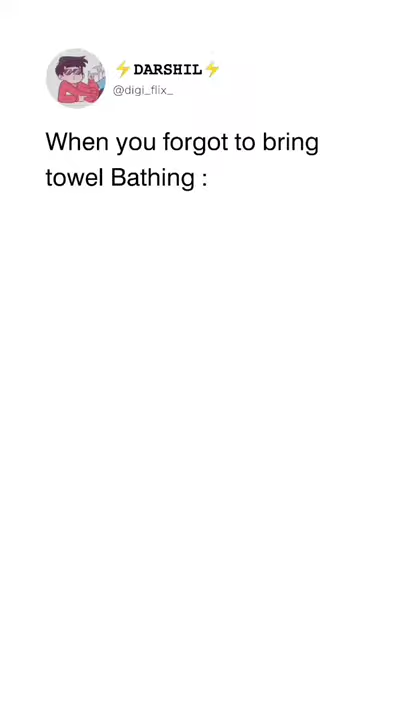 ⚡DARSHIL⚡
@digi_flix_
When you forgot to bring
towel Bathing :